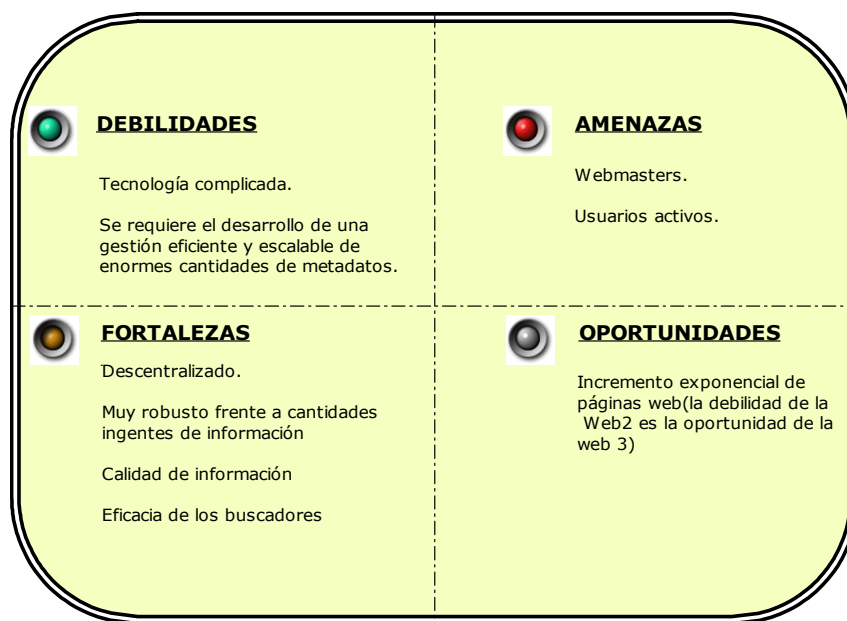 DEBILIDADES
Tecnología complicada.
Se requiere el desarrollo de una
gestión eficiente y escalable de
enormes cantidades de metadatos.
AMENAZAS
Webmasters.
Usuarios activos.
FORTALEZAS
Descentralizado.
Muy robusto frente a cantidades
ingentes de información
Calidad de información
Eficacia de los buscadores
OPORTUNIDADES
Incremento exponencial de
páginas web(la debilidad de la
Web2 es la oportunidad de la
web 3)